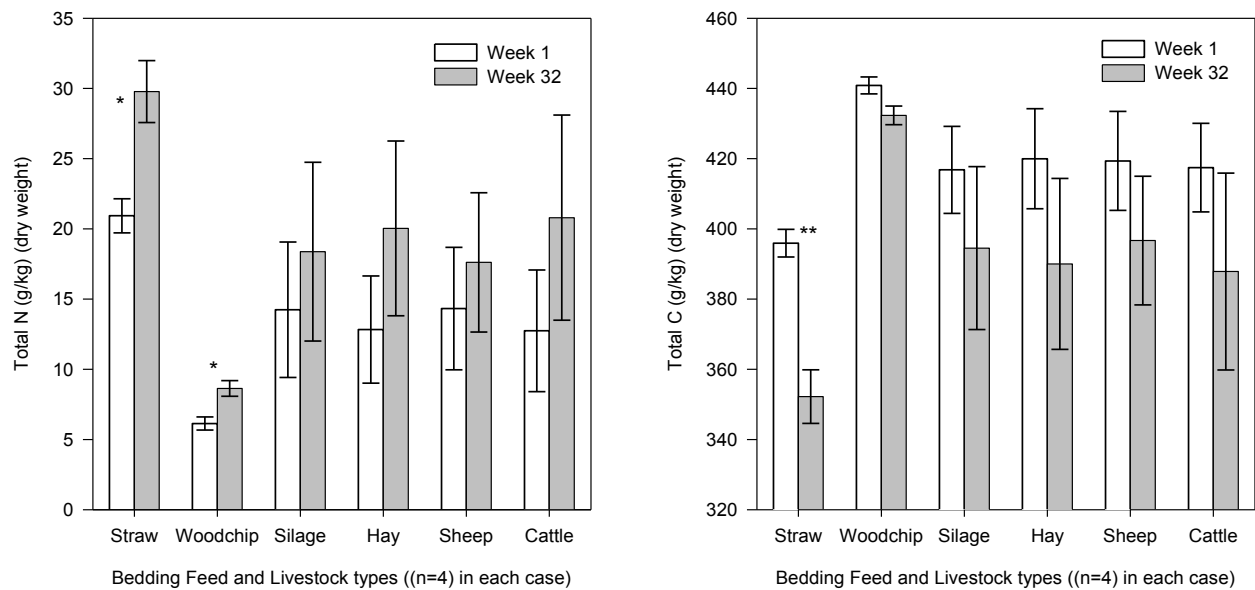 Total N (g/kg) (dry weight)
35
30
25
20
15
10
5
0
Week 1
Week 32
*
*
Straw Woodchip Silage Hay Sheep Cattle
Bedding Feed and Livestock types ((n=4) in each case)
Total C (g/kg) (dry weight)
460
440
420
400
380
360
340
320
Week 1
Week 32
**
Straw Woodchip Silage Hay Sheep Cattle
Bedding Feed and Livestock types ((n=4) in each case)